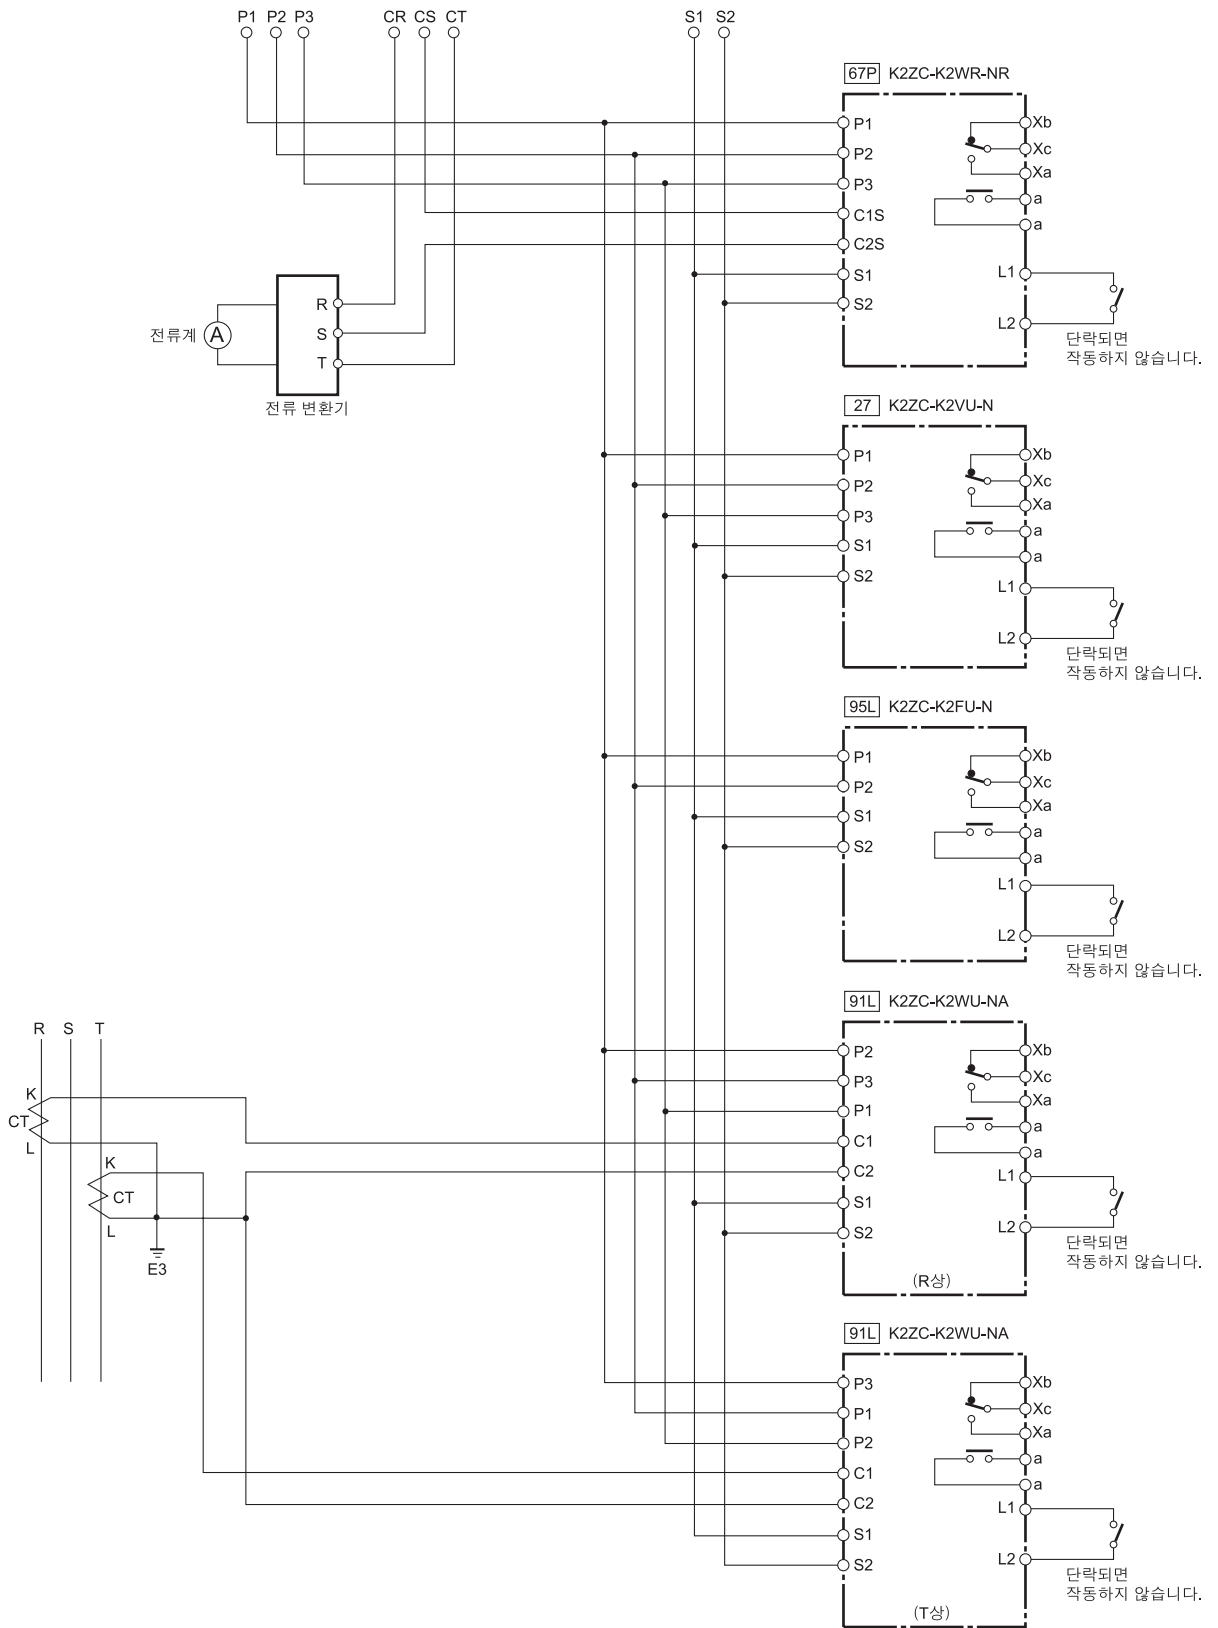 P1 P2 P3 CR CS CT S1 S2
67P K2ZC-K2WR-NR
P1 Xb
P2 Xc
P3 Xa
a
C1S a
C2S
S1 L1
S2 L2
단락되면
작동하지 않습니다.
R
전류계 A S
T
전류 변환기
27 K2ZC-K2VU-N
P1 Xb
P2 Xc
P3 Xa
a
S1 a
S2 L1
L2
단락되면
작동하지 않습니다.
95L K2ZC-K2FU-N
P1 Xb
P2 Xc
S1 Xa
a
S2 a
L1
L2
단락되면
작동하지 않습니다.
91L K2ZC-K2WU-NA
R S T
P2 Xb
P3 Xc
K Xa
P1
CT a
C1
L a
K C2 L1
CT S1
L S2 L2
단락되면
작동하지 않습니다.
E3
(R상)
91L K2ZC-K2WU-NA
P3 Xb
P1 Xc
Xa
P2 a
C1 a
C2 L1
S1
S2 L2
단락되면
작동하지 않습니다.
(T상)